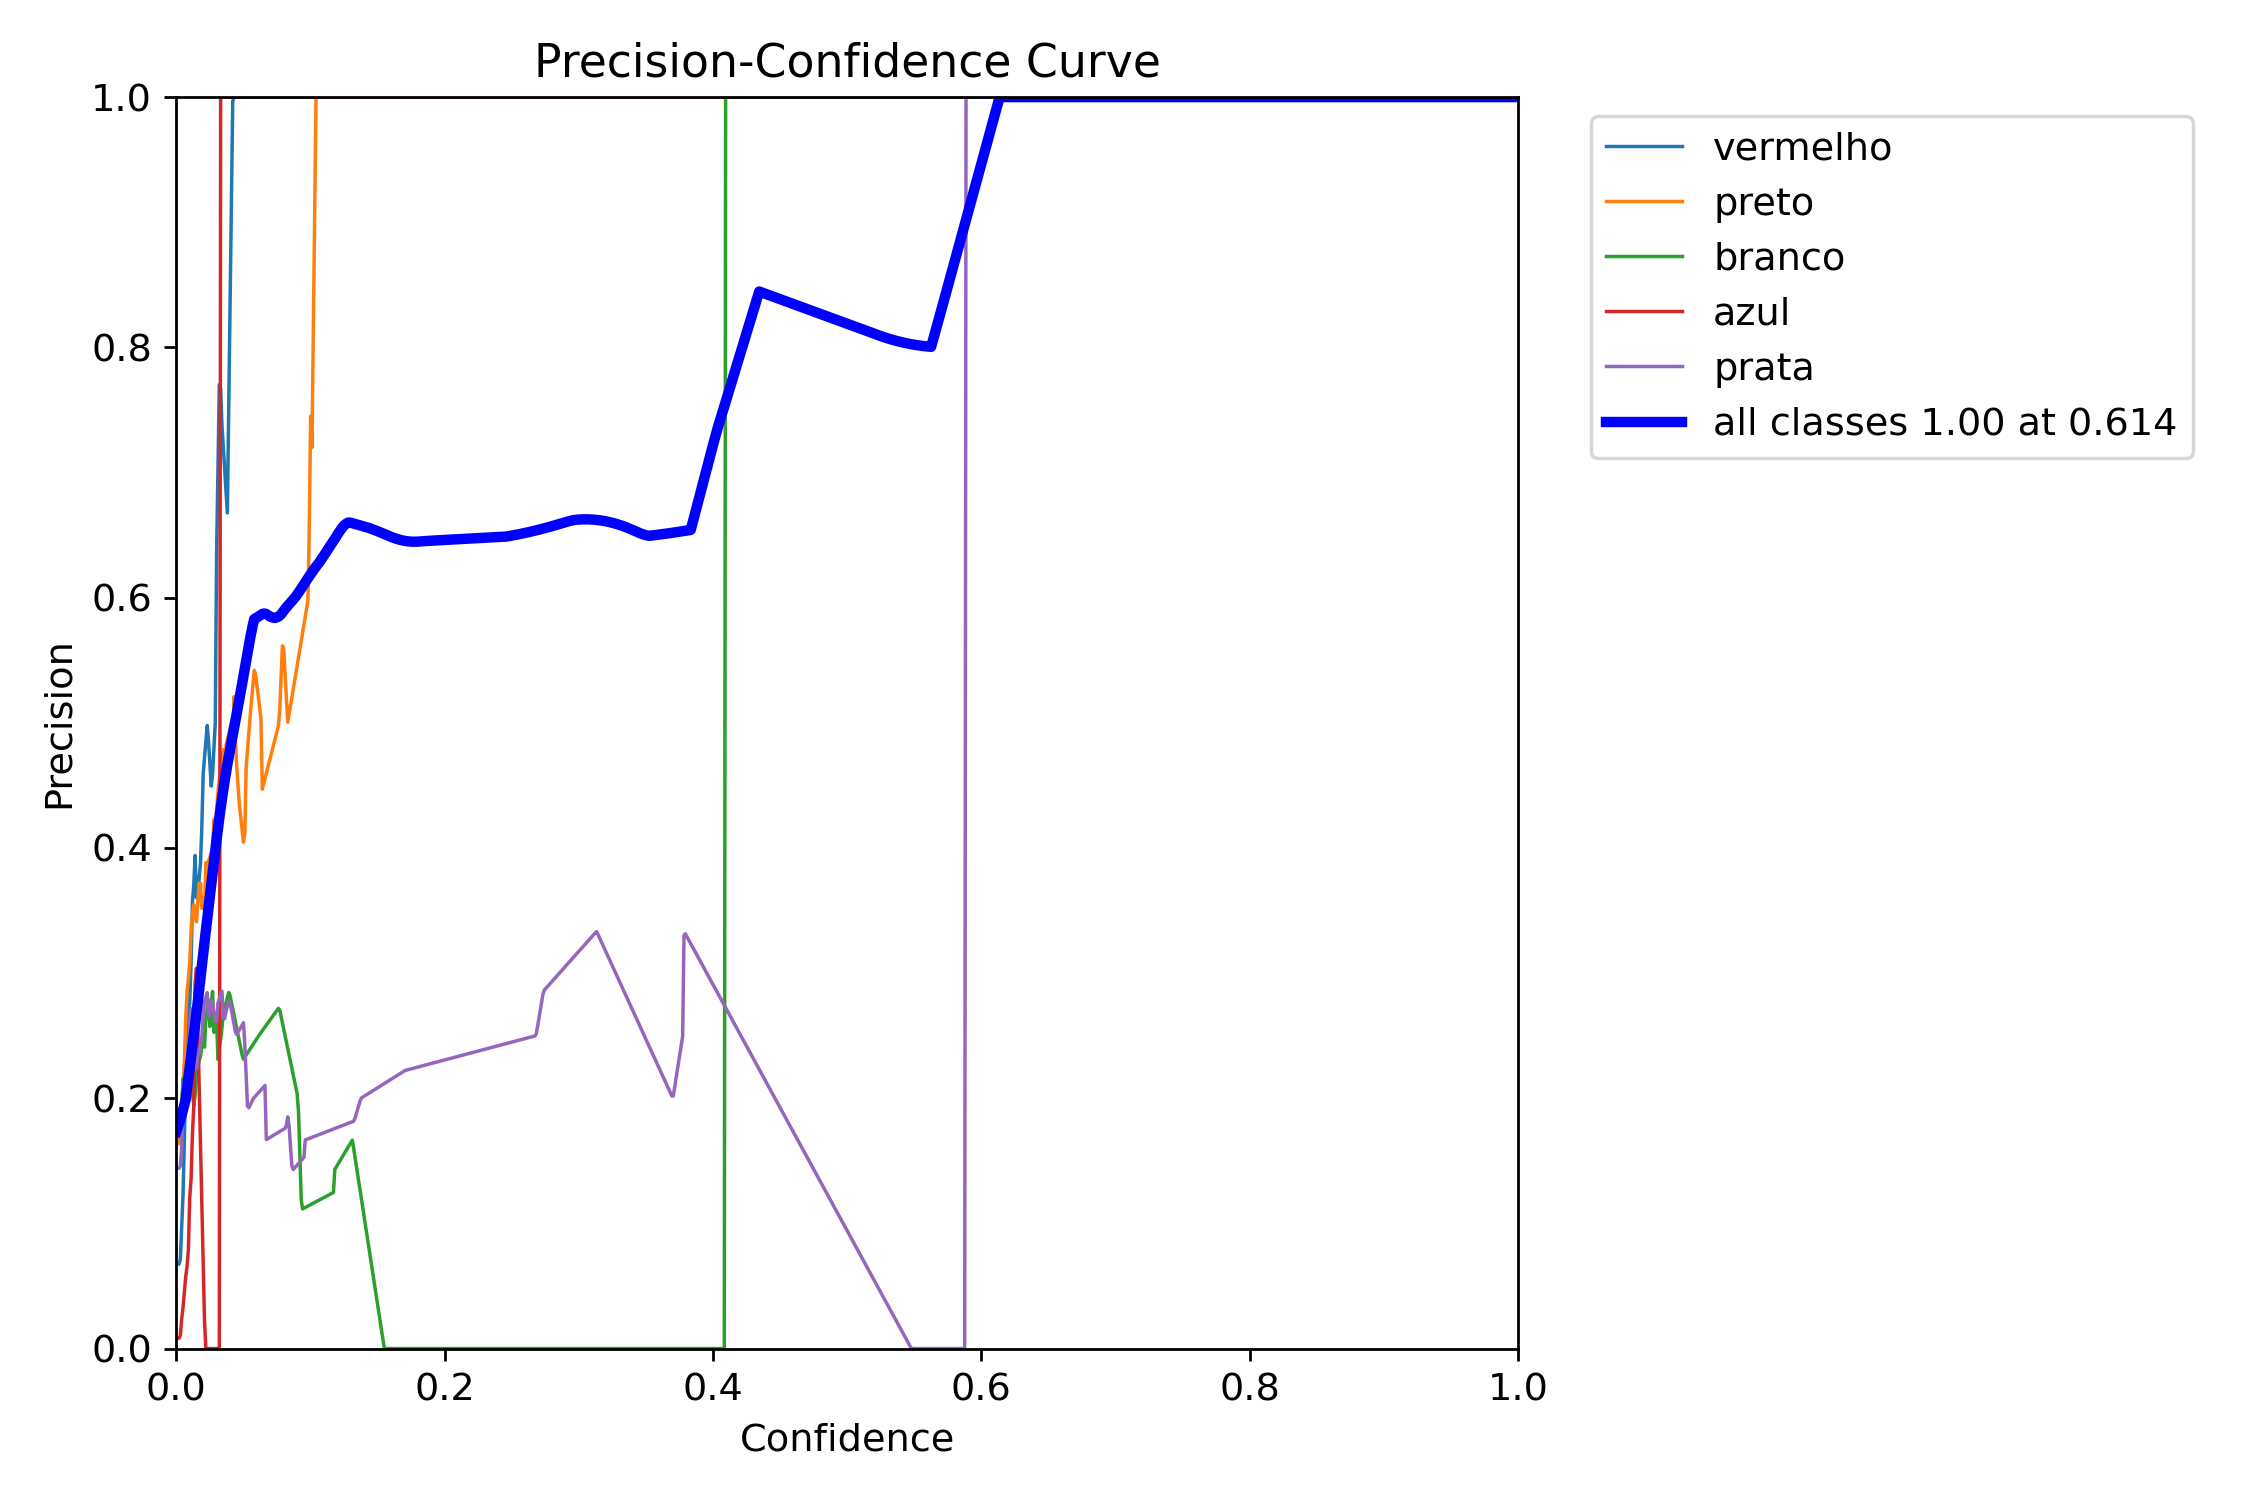 Precision-Confidence Curve
1.0
0.8
0.6
0.4
0.2
0.0
Precision
0.0 0.2 0.4 0.6 0.8 1.0
Confidence
vermelho
preto
branco
azul
prata
all classes 1.00 at 0.614